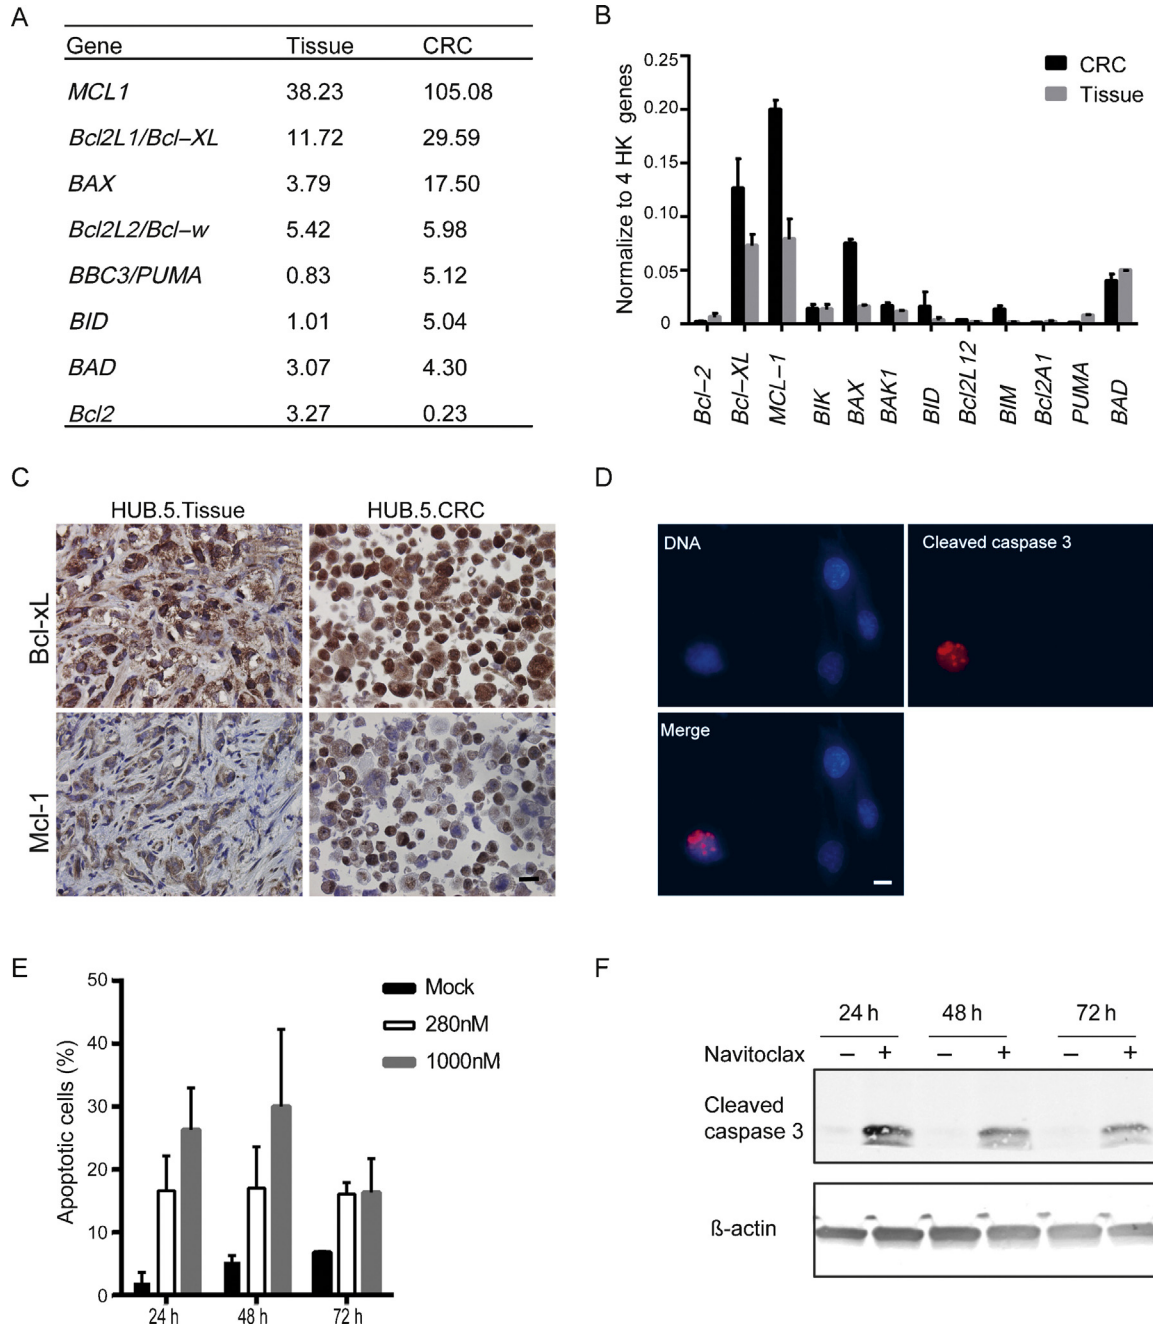 A
Gene Tissue CRC
MCL1 38.23 105.08
Bcl2L1/Bcl–XL 11.72 29.59
BAX 3.79 17.50
Bcl2L2/Bcl–w 5.42 5.98
BBC3/PUMA 0.83 5.12
BID 1.01 5.04
BAD 3.07 4.30
Bcl2 3.27 0.23
B
Normalize to 4 HK genes
0.25
0.20
0.15
0.10
0.05
0
CRC
Tissue
Bcl–2
Bcl–XL
MCL–1
BIK
BAX
BAK1
BID
Bcl2L12
BIM
Bcl2A1
PUMA
BAD
C
HUB.5.Tissue HUB.5.CRC
Bcl-xL
Mcl-1
D
DNA
Cleaved caspase 3
Merge
E
Apoptotic cells (%)
50
40
30
20
10
0
Mock
280nM
1000nM
24 h 48 h 72 h
F
24 h 48 h 72 h
Navitoclax – + – + – +
Cleaved
caspase 3
ß-actin